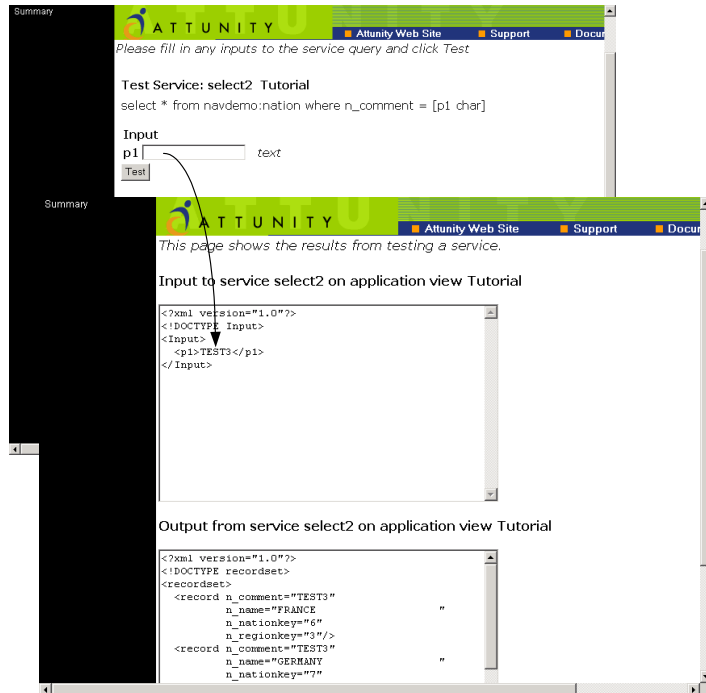 Summary
ATTUNITY
Attunity Web Site Support Docur
Please fill in any inputs to the service query and click Test
Test Service: select2 Tutorial
select * from navdemo:nation where n_comment = [p1 char]
Input
p1 text
Test
Summary
ATTUNITY
Attunity Web Site Support Docur
This page shows the results from testing a service.
Input to service select2 on application view Tutorial
<?xml version="1.0"?>
<!DOCTYPE Input>
<Input>
<p1>TEST3</p1>
</Input>
Output from service select2 on application view Tutorial
<?xml version="1.0"?>
<!DOCTYPE recordset>
<recordset>
<record n_comment="TEST3"
n_name="FRANCE                   "
n_nationkey="6"
n_regionkey="3"/>
<record n_comment="TEST3"
n_name="GERMANY                  "
n_nationkey="7"